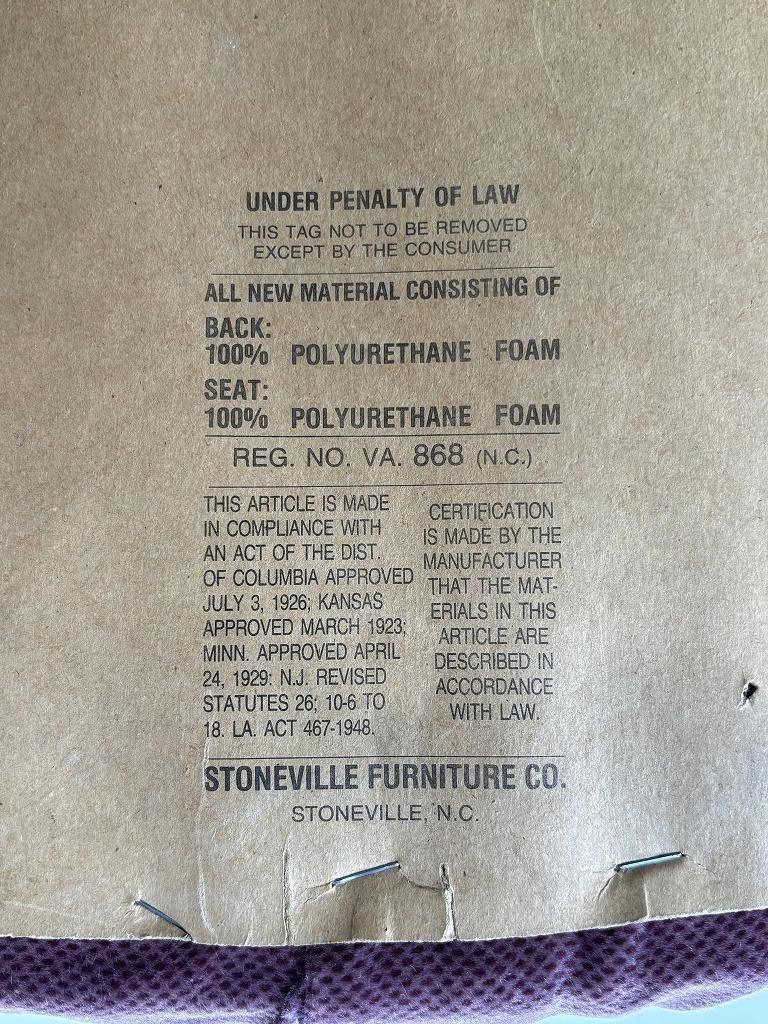 UNDER PENALTY OF LAW
THIS TAG NOT TO BE REMOVED
EXCEPT BY THE CONSUMER
ALL NEW MATERIAL CONSISTING OF
BACK:
100% POLYURETHANE FOAM
SEAT:
100% POLYURETHANE FOAM
REG. NO. VA. 868 (N.C.)
THIS ARTICLE IS MADE
IN COMPLIANCE WITH
AN ACT OF THE DIST.
OF COLUMBIA APPROVED
JULY 3, 1926; KANSAS
APPROVED MARCH 1923;
MINN. APPROVED APRIL
24, 1929: N.J. REVISED
STATUTES 26; 10-6 TO
18. LA. ACT 467-1948.
CERTIFICATION
IS MADE BY THE
MANUFACTURER
THAT THE MAT-
ERIALS IN THIS
ARTICLE ARE
DESCRIBED IN
ACCORDANCE
WITH LAW.
STONEVILLE FURNITURE CO.
STONEVILLE, N.C.